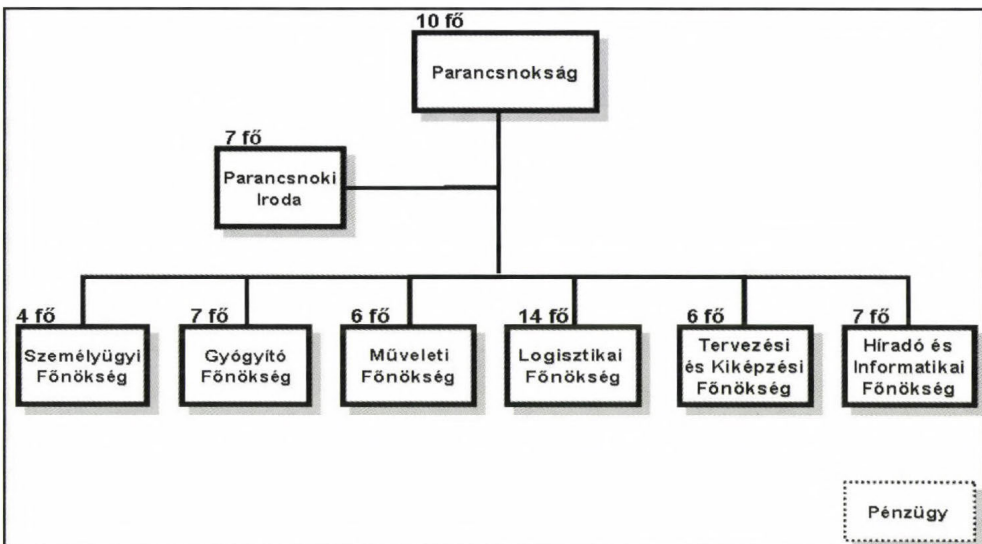 10 fő
Parancsnokság
7 fő
Parancsnoki
Iroda
4 fő
Személyügyi
Főnökség
7 fő
Gyógyító
Főnökség
6 fő
Műveleti
Főnökség
14 fő
Logisztikai
Főnökség
6 fő
Tervezési
és Kiképzési
Főnökség
7 fő
Híradó és
Informatikai
Főnökség
Pénzügy